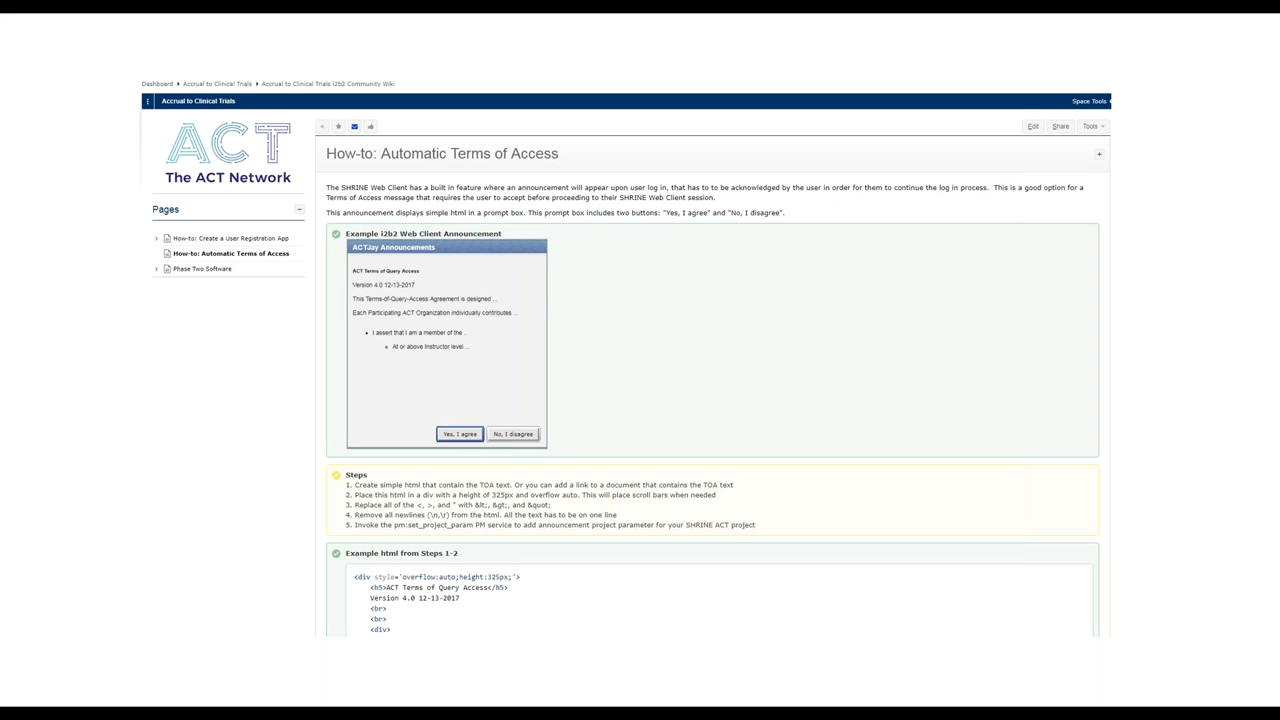 Dashboard ▸ Accrual to Clinical Trials ▸ Accrual to Clinical Trials i2b2 Community Wiki
Accrual to Clinical Trials
Space Tools
ACT
The ACT Network
Pages
How-to: Create a User Registration App
How-to: Automatic Terms of Access
Phase Two Software
Edit Share Tools
How-to: Automatic Terms of Access
The SHRINE Web Client has a built in feature where an announcement will appear upon user log in, that has to to be acknowledged by the user in order for them to continue the log in process. This is a good option for a
Terms of Access message that requires the user to accept before proceeding to their SHRINE Web Client session.
This announcement displays simple html in a prompt box. This prompt box includes two buttons: "Yes, I agree" and "No, I disagree".
Example i2b2 Web Client Announcement
ACTJay Announcements
ACT Terms of Query Access
Version 4.0 12-13-2017
This Terms-of-Query-Access Agreement is designed ...
Each Participating ACT Organization individually contributes ...
• I assert that I am a member of the ..
At or above Instructor level ...
Yes, I agree No, I disagree
Steps
1. Create simple html that contain the TOA text. Or you can add a link to a document that contains the TOA text
2. Place this html in a div with a height of 325px and overflow auto. This will place scroll bars when needed
3. Replace all of the <, >, and " with &lt;, &gt;, and &quot;
4. Remove all newlines (\n,\r) from the html. All the text has to be on one line
5. Invoke the pm:set_project_param PM service to add announcement project parameter for your SHRINE ACT project
Example html from Steps 1-2
<div style='overflow:auto;height:325px;'>
<h5>ACT Terms of Query Access</h5>
Version 4.0 12-13-2017
<br>
<br>
<div>